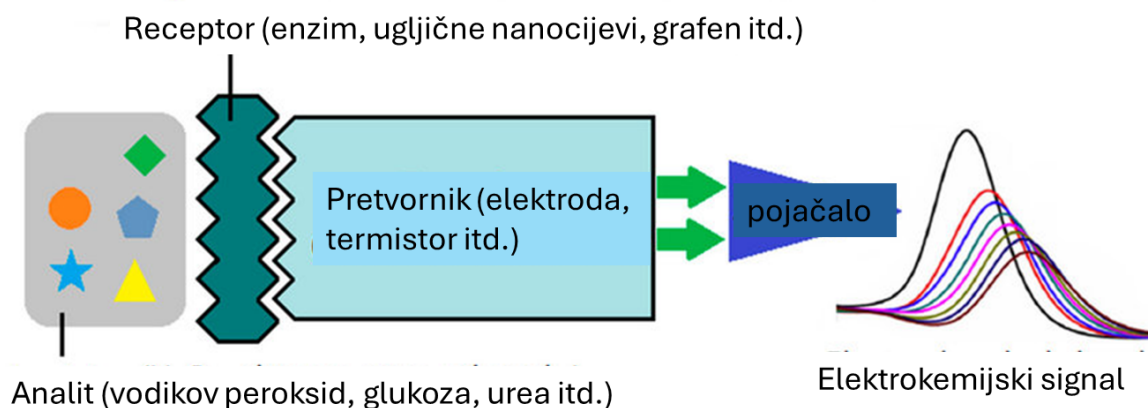 Receptor (enzim, ugljične nanocijevi, grafen itd.)
Pretvornik (elektroda,
termistor itd.)
pojačalo
Analit (vodikov peroksid, glukoza, urea itd.)
Elektrokemijski signal